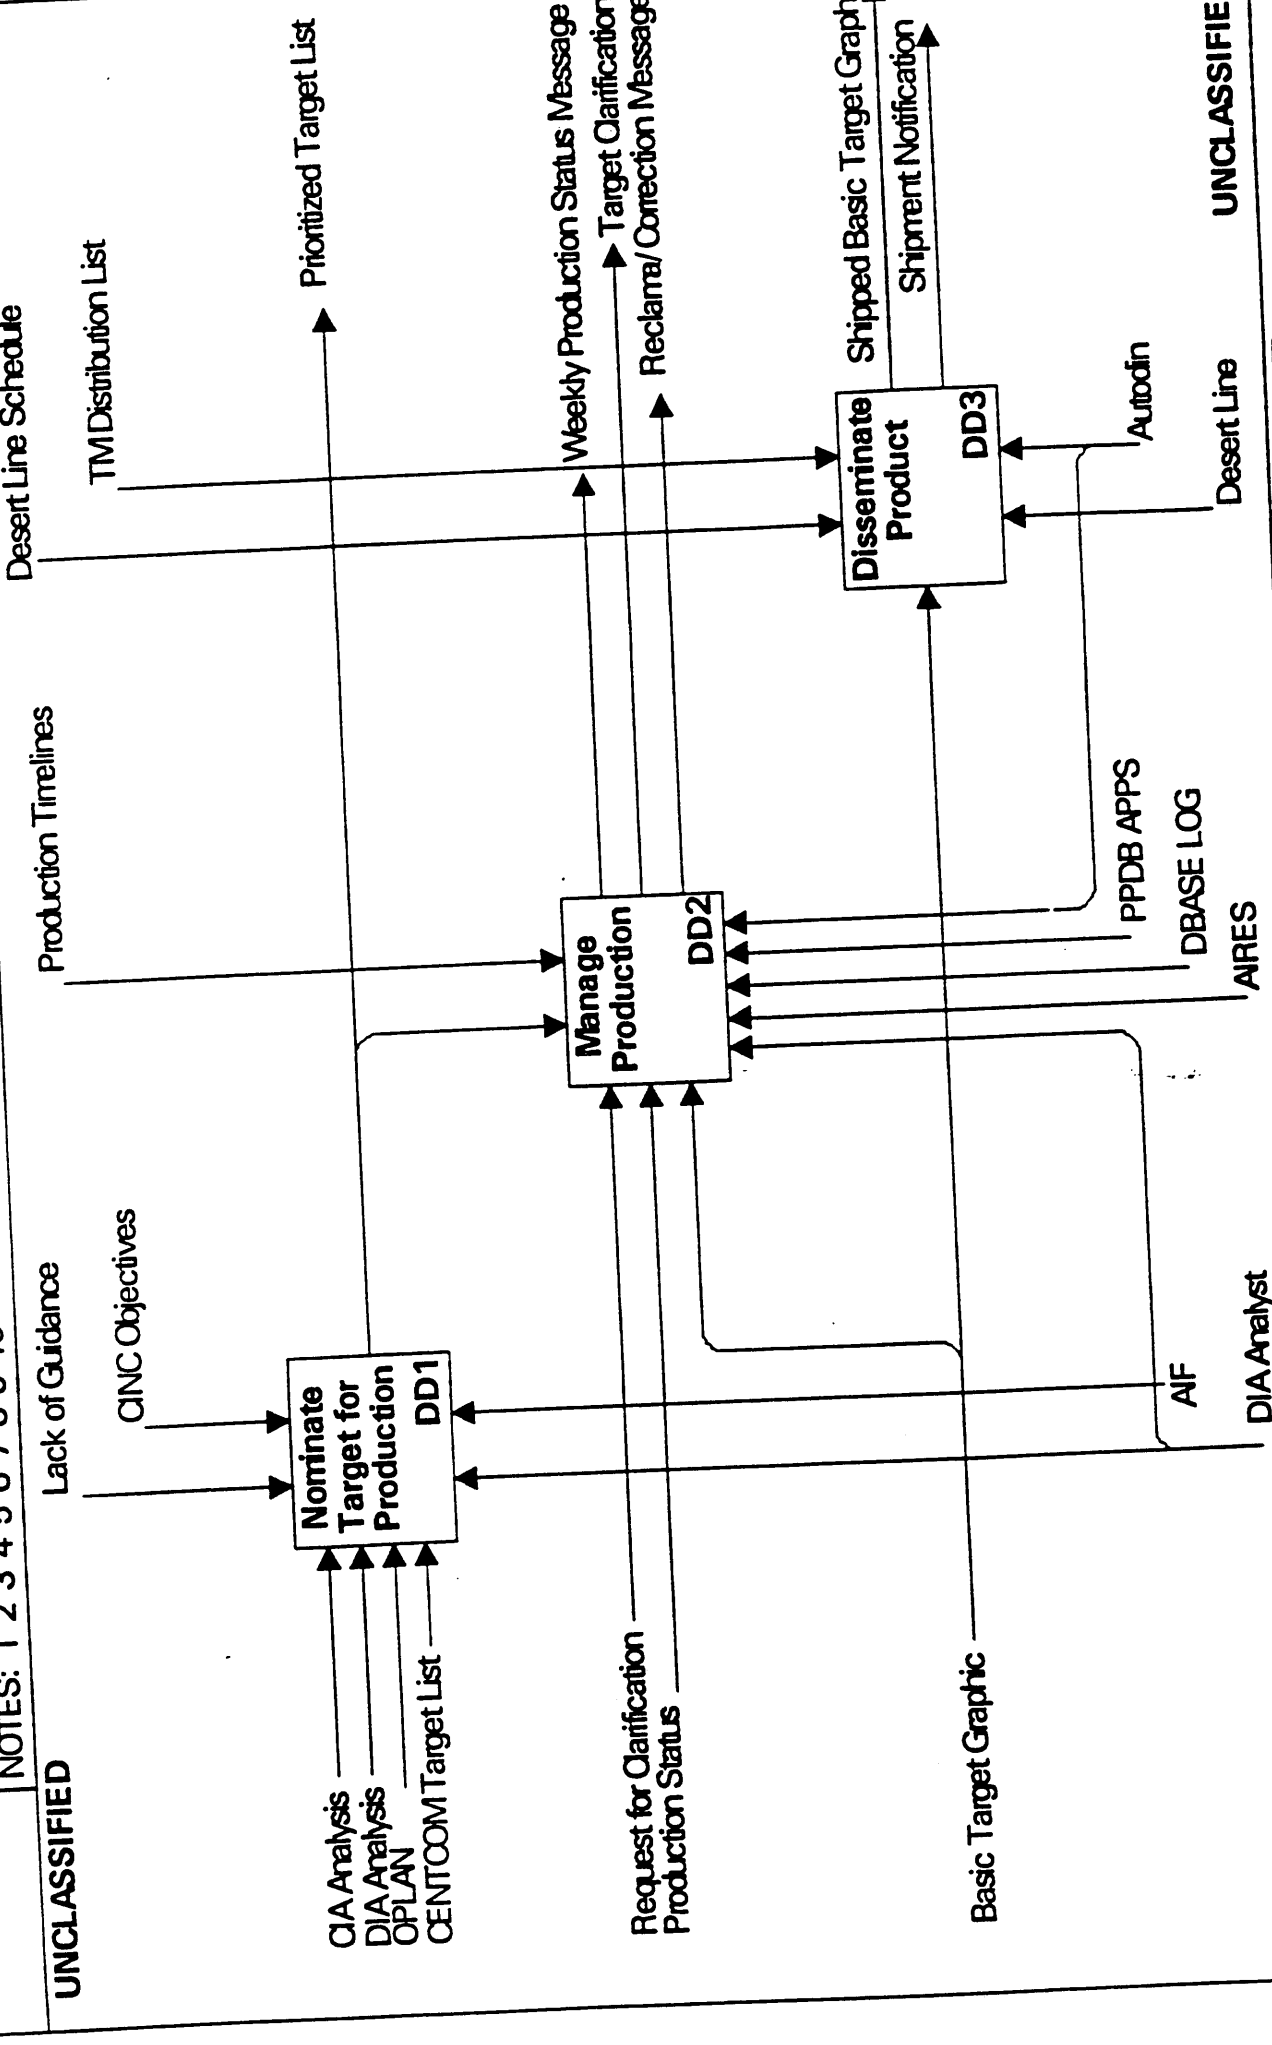 NOTES: 1 2 3 4 5 6 7 8
UNCLASSIFIED
Lack of Guidance
CINC Objectives
Production Timelines
Desert Line Schedule
TM Distribution List
CIA Analysis
DIA Analysis
OPLAN
CENTCOM Target List
Nominate
Target for
Production
DD1
Prioritized Target List
Request for Clarification
Production Status
Manage
Production
DD2
Weekly Production Status Message
Target Clarification
Reclama/ Correction Message
Basic Target Graphic
Disseminate
Product
DD3
Shipped Basic Target Graph
Shipment Notification
AIF
DIA Analyst
PPDB APPS
DBASE LOG
AIRES
Autodin
Desert Line
UNCLASSIFIE